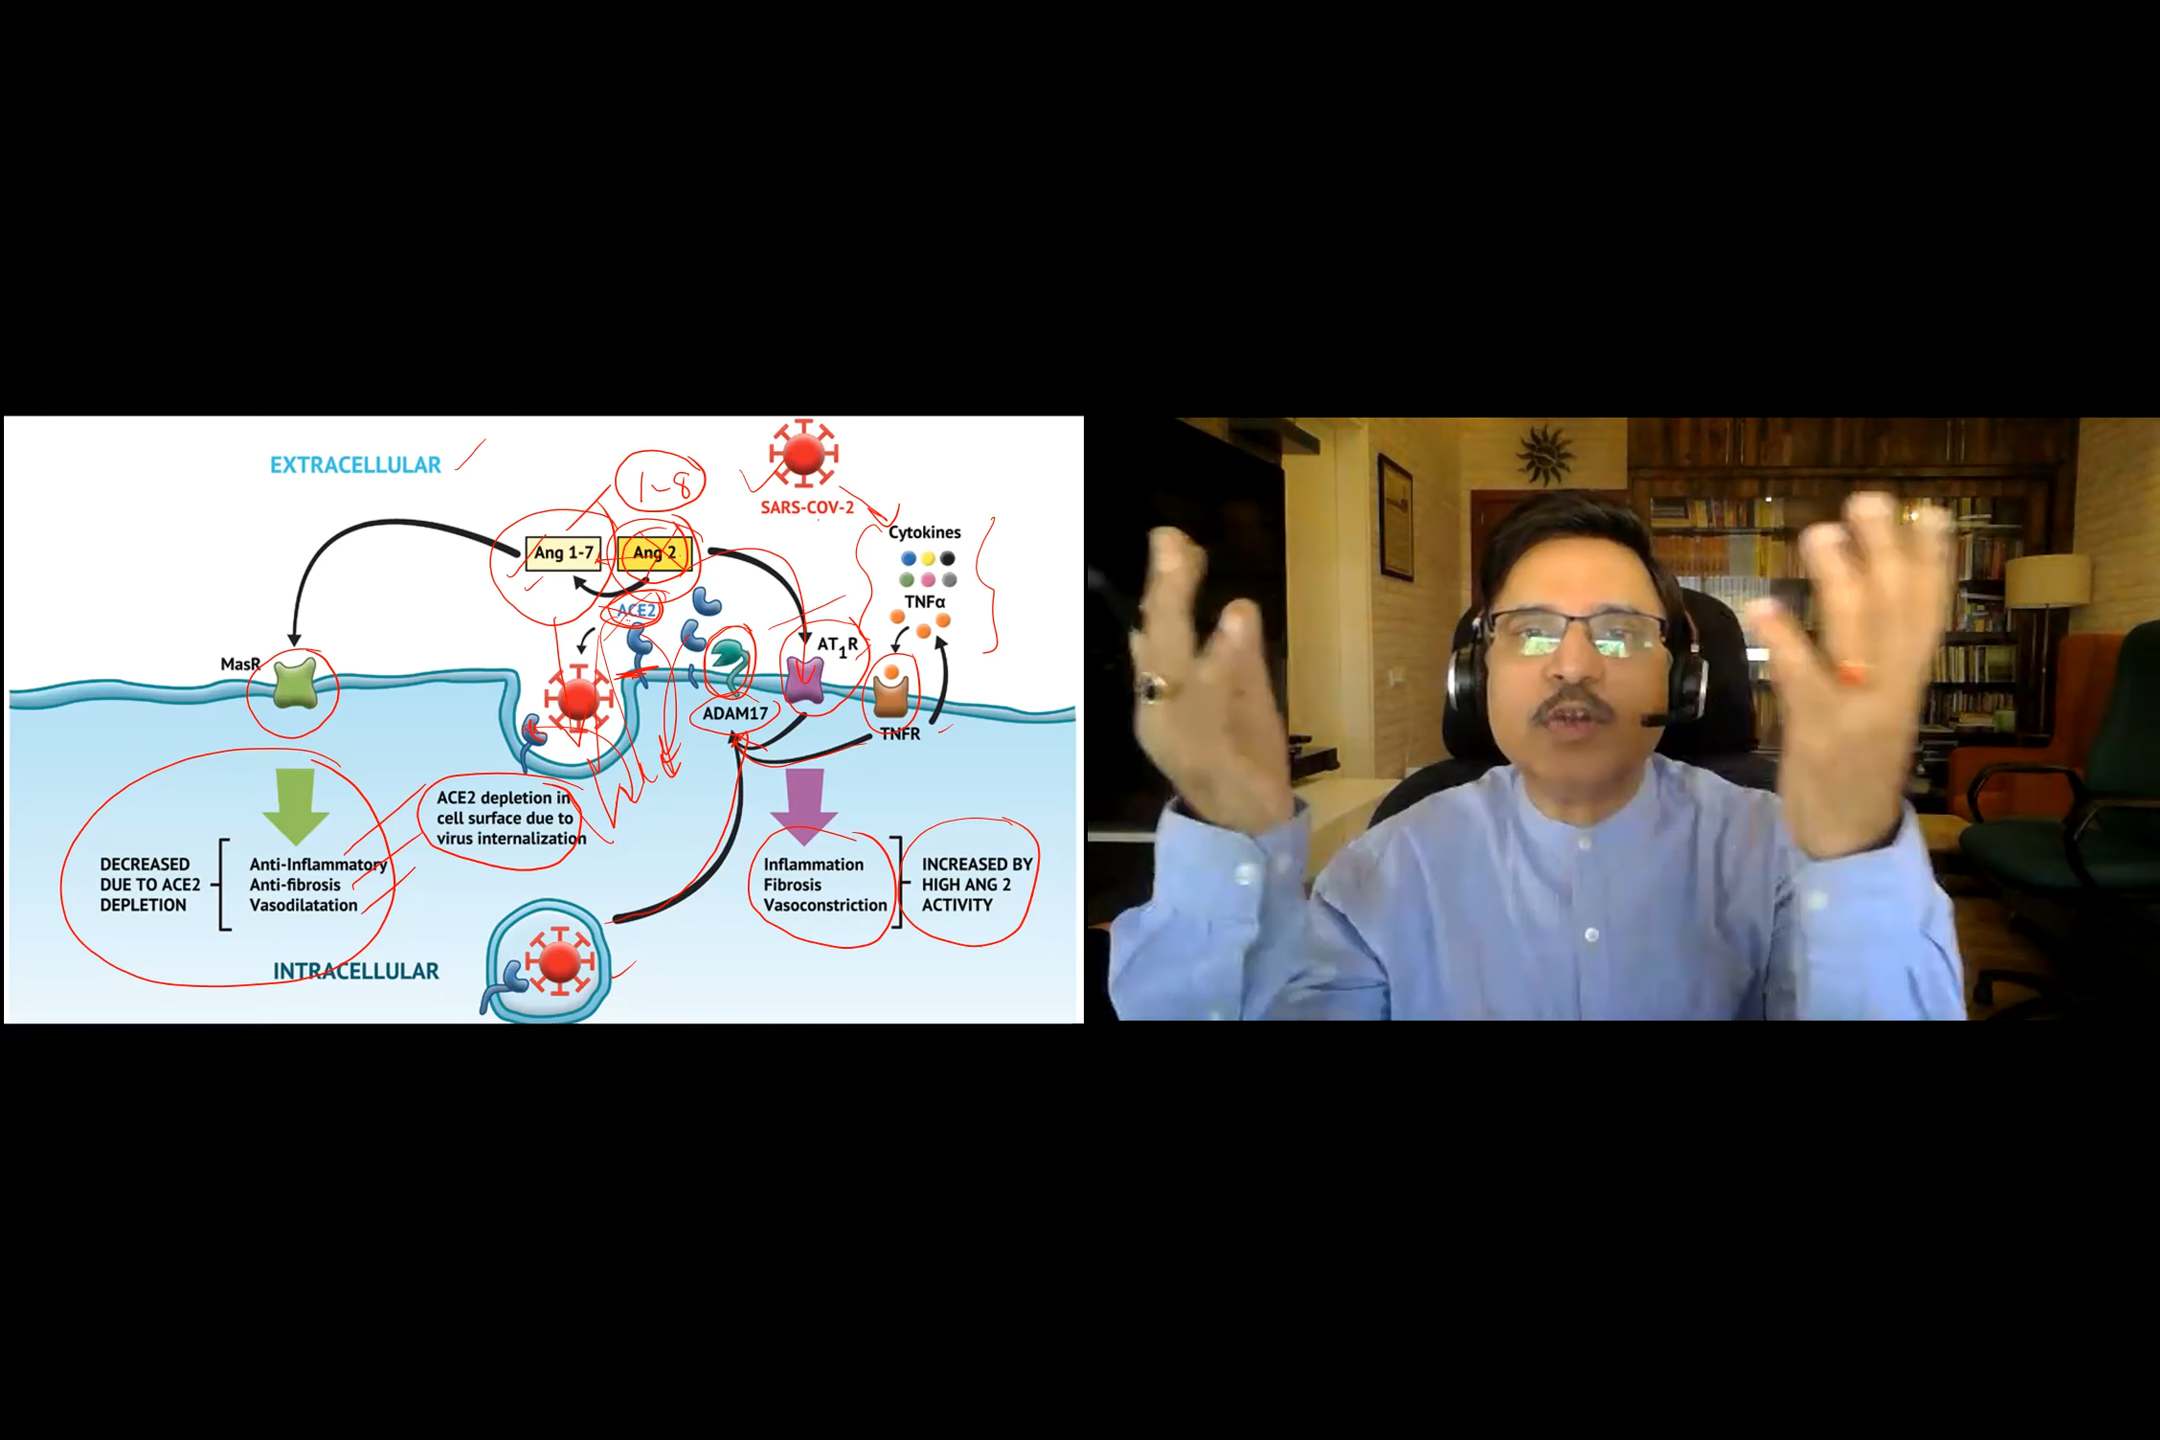 EXTRACELLULAR
1-8
SARS-COV-2
Cytokines
Ang 1-7
Ang 2
TNFα
ACE2
AT1R
MasR
ADAM17
TNFR
ACE2 depletion in
cell surface due to
virus internalization
DECREASED
DUE TO ACE2
DEPLETION
Anti-Inflammatory
Anti-fibrosis
Vasodilatation
Inflammation
Fibrosis
Vasoconstriction
INCREASED BY
HIGH ANG 2
ACTIVITY
INTRACELLULAR